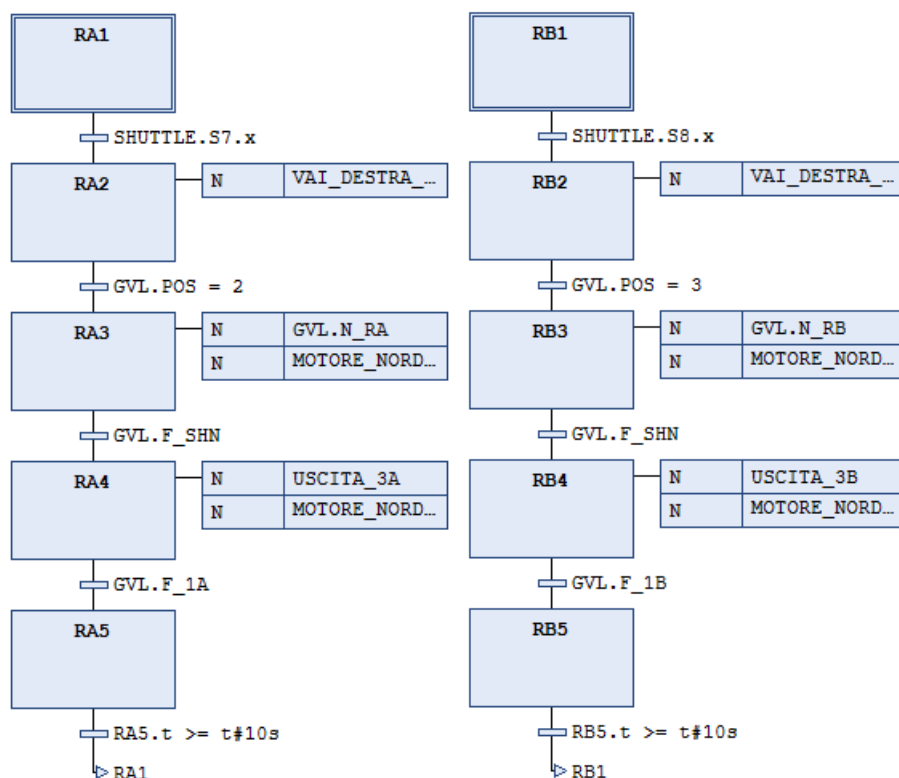 RA1
SHUTTLE.S7.x
RA2
N VAI_DESTRA_...
GVL.POS = 2
RA3
N GVL.N_RA
N MOTORE_NORD...
GVL.F_SHN
RA4
N USCITA_3A
N MOTORE_NORD...
GVL.F_1A
RA5
RA5.t >= t#10s
RA1
RB1
SHUTTLE.S8.x
RB2
N VAI_DESTRA_...
GVL.POS = 3
RB3
N GVL.N_RB
N MOTORE_NORD...
GVL.F_SHN
RB4
N USCITA_3B
N MOTORE_NORD...
GVL.F_1B
RB5
RB5.t >= t#10s
RB1